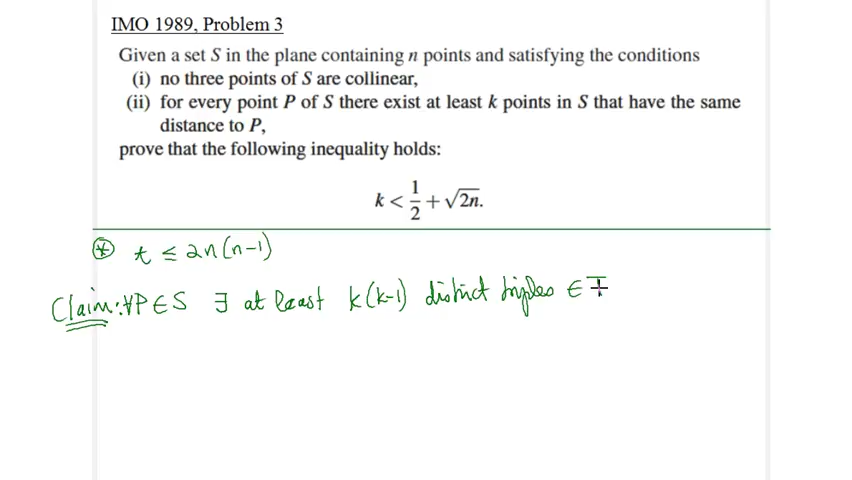 IMO 1989, Problem 3
Given a set S in the plane containing n points and satisfying the conditions
(i) no three points of S are collinear,
(ii) for every point P of S there exist at least k points in S that have the same
distance to P,
prove that the following inequality holds:
k < 1/2 + √2n.
⊛ t ≤ 2n(n-1)
Claim: ∀P∈S ∃ at least k(k-1) distinct triples ∈ T